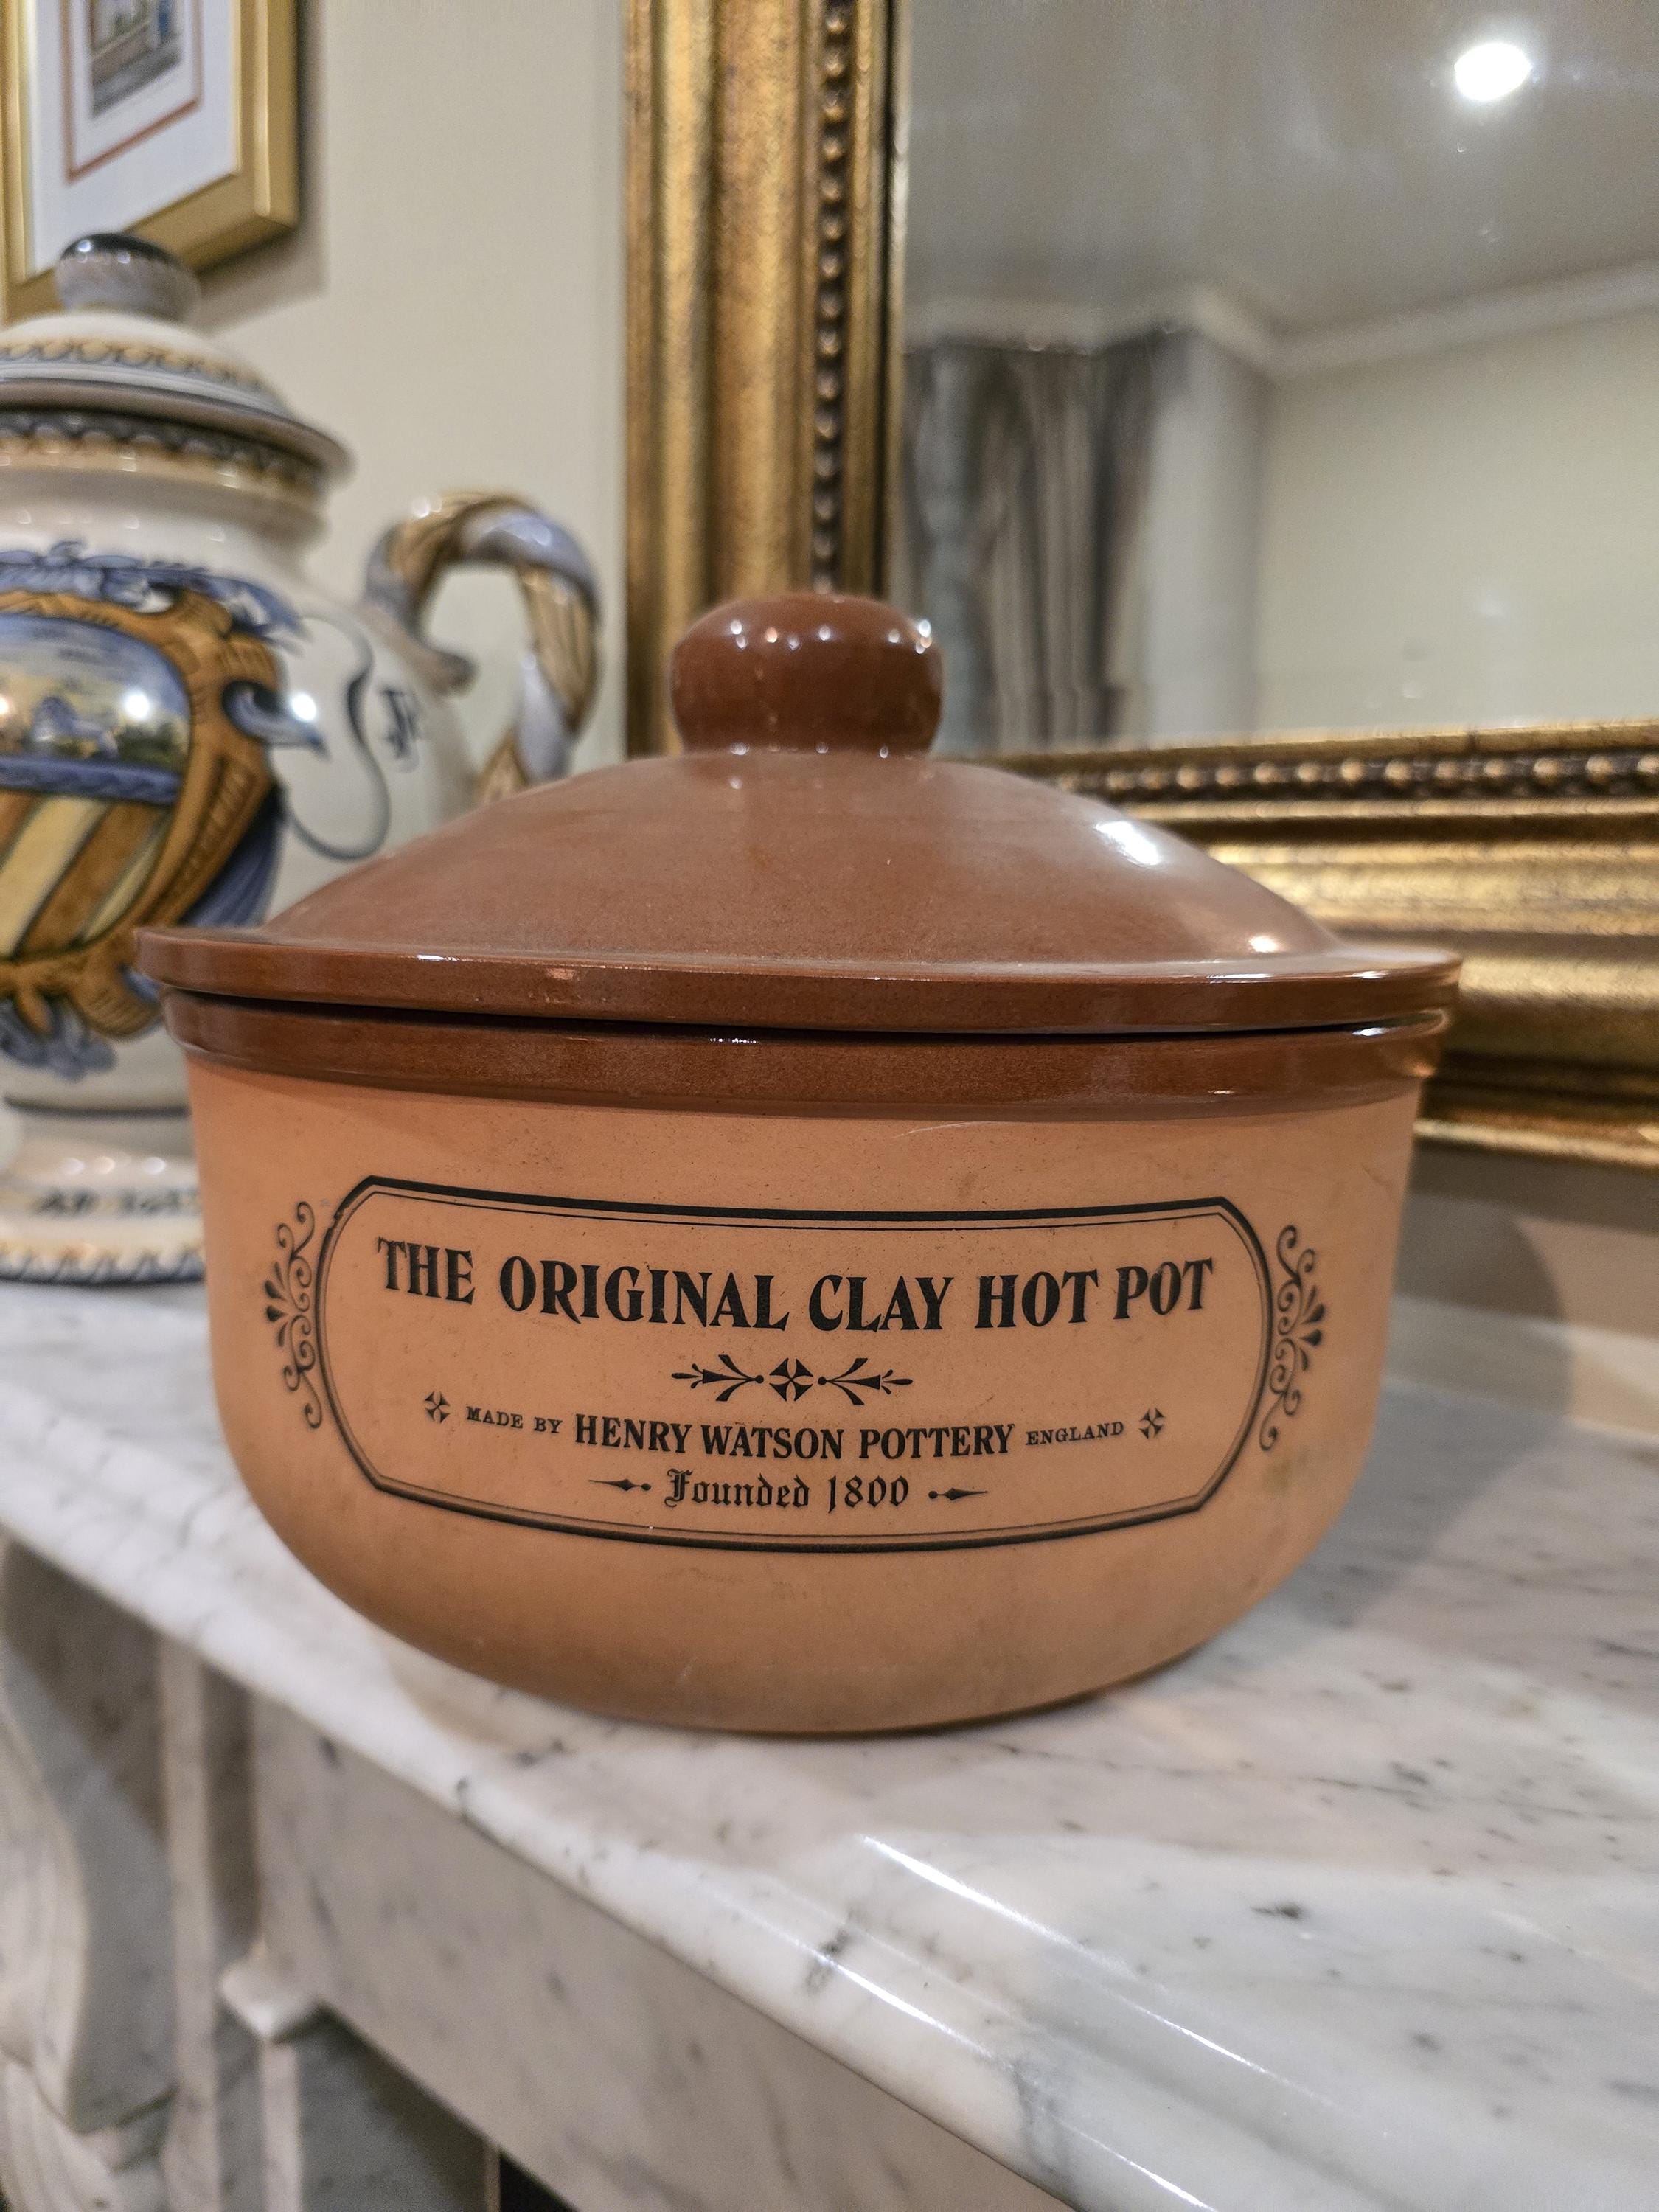 THE ORIGINAL CLAY HOT POT
MADE BY HENRY WATSON POTTERY ENGLAND
Founded 1800